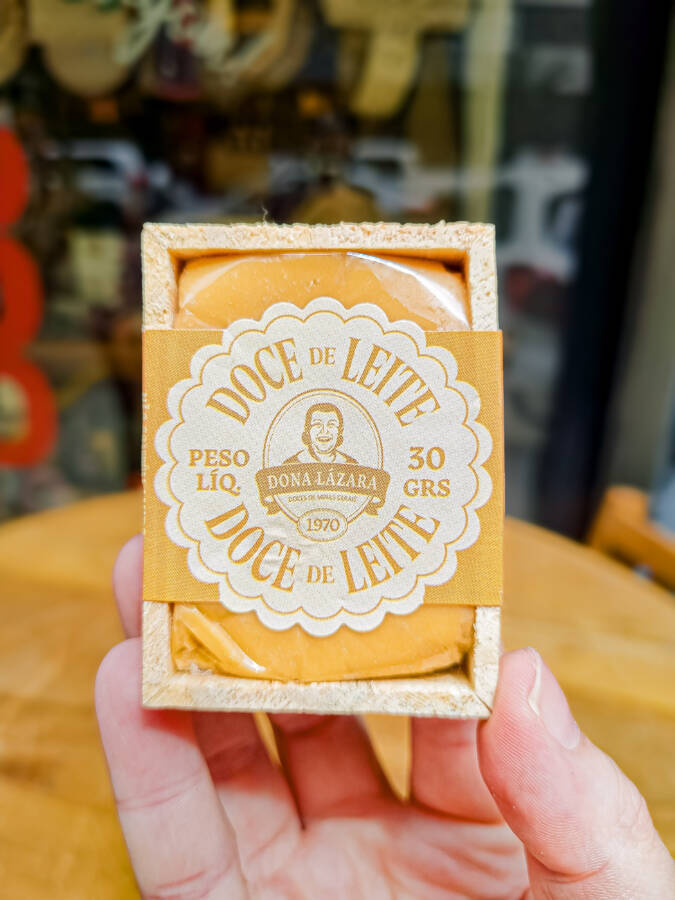 DOCE DE LEITE
PESO LÍQ.
30 GRS
DONA LÁZARA
DOCES DE MINAS GERAIS
1970
DOCE DE LEITE